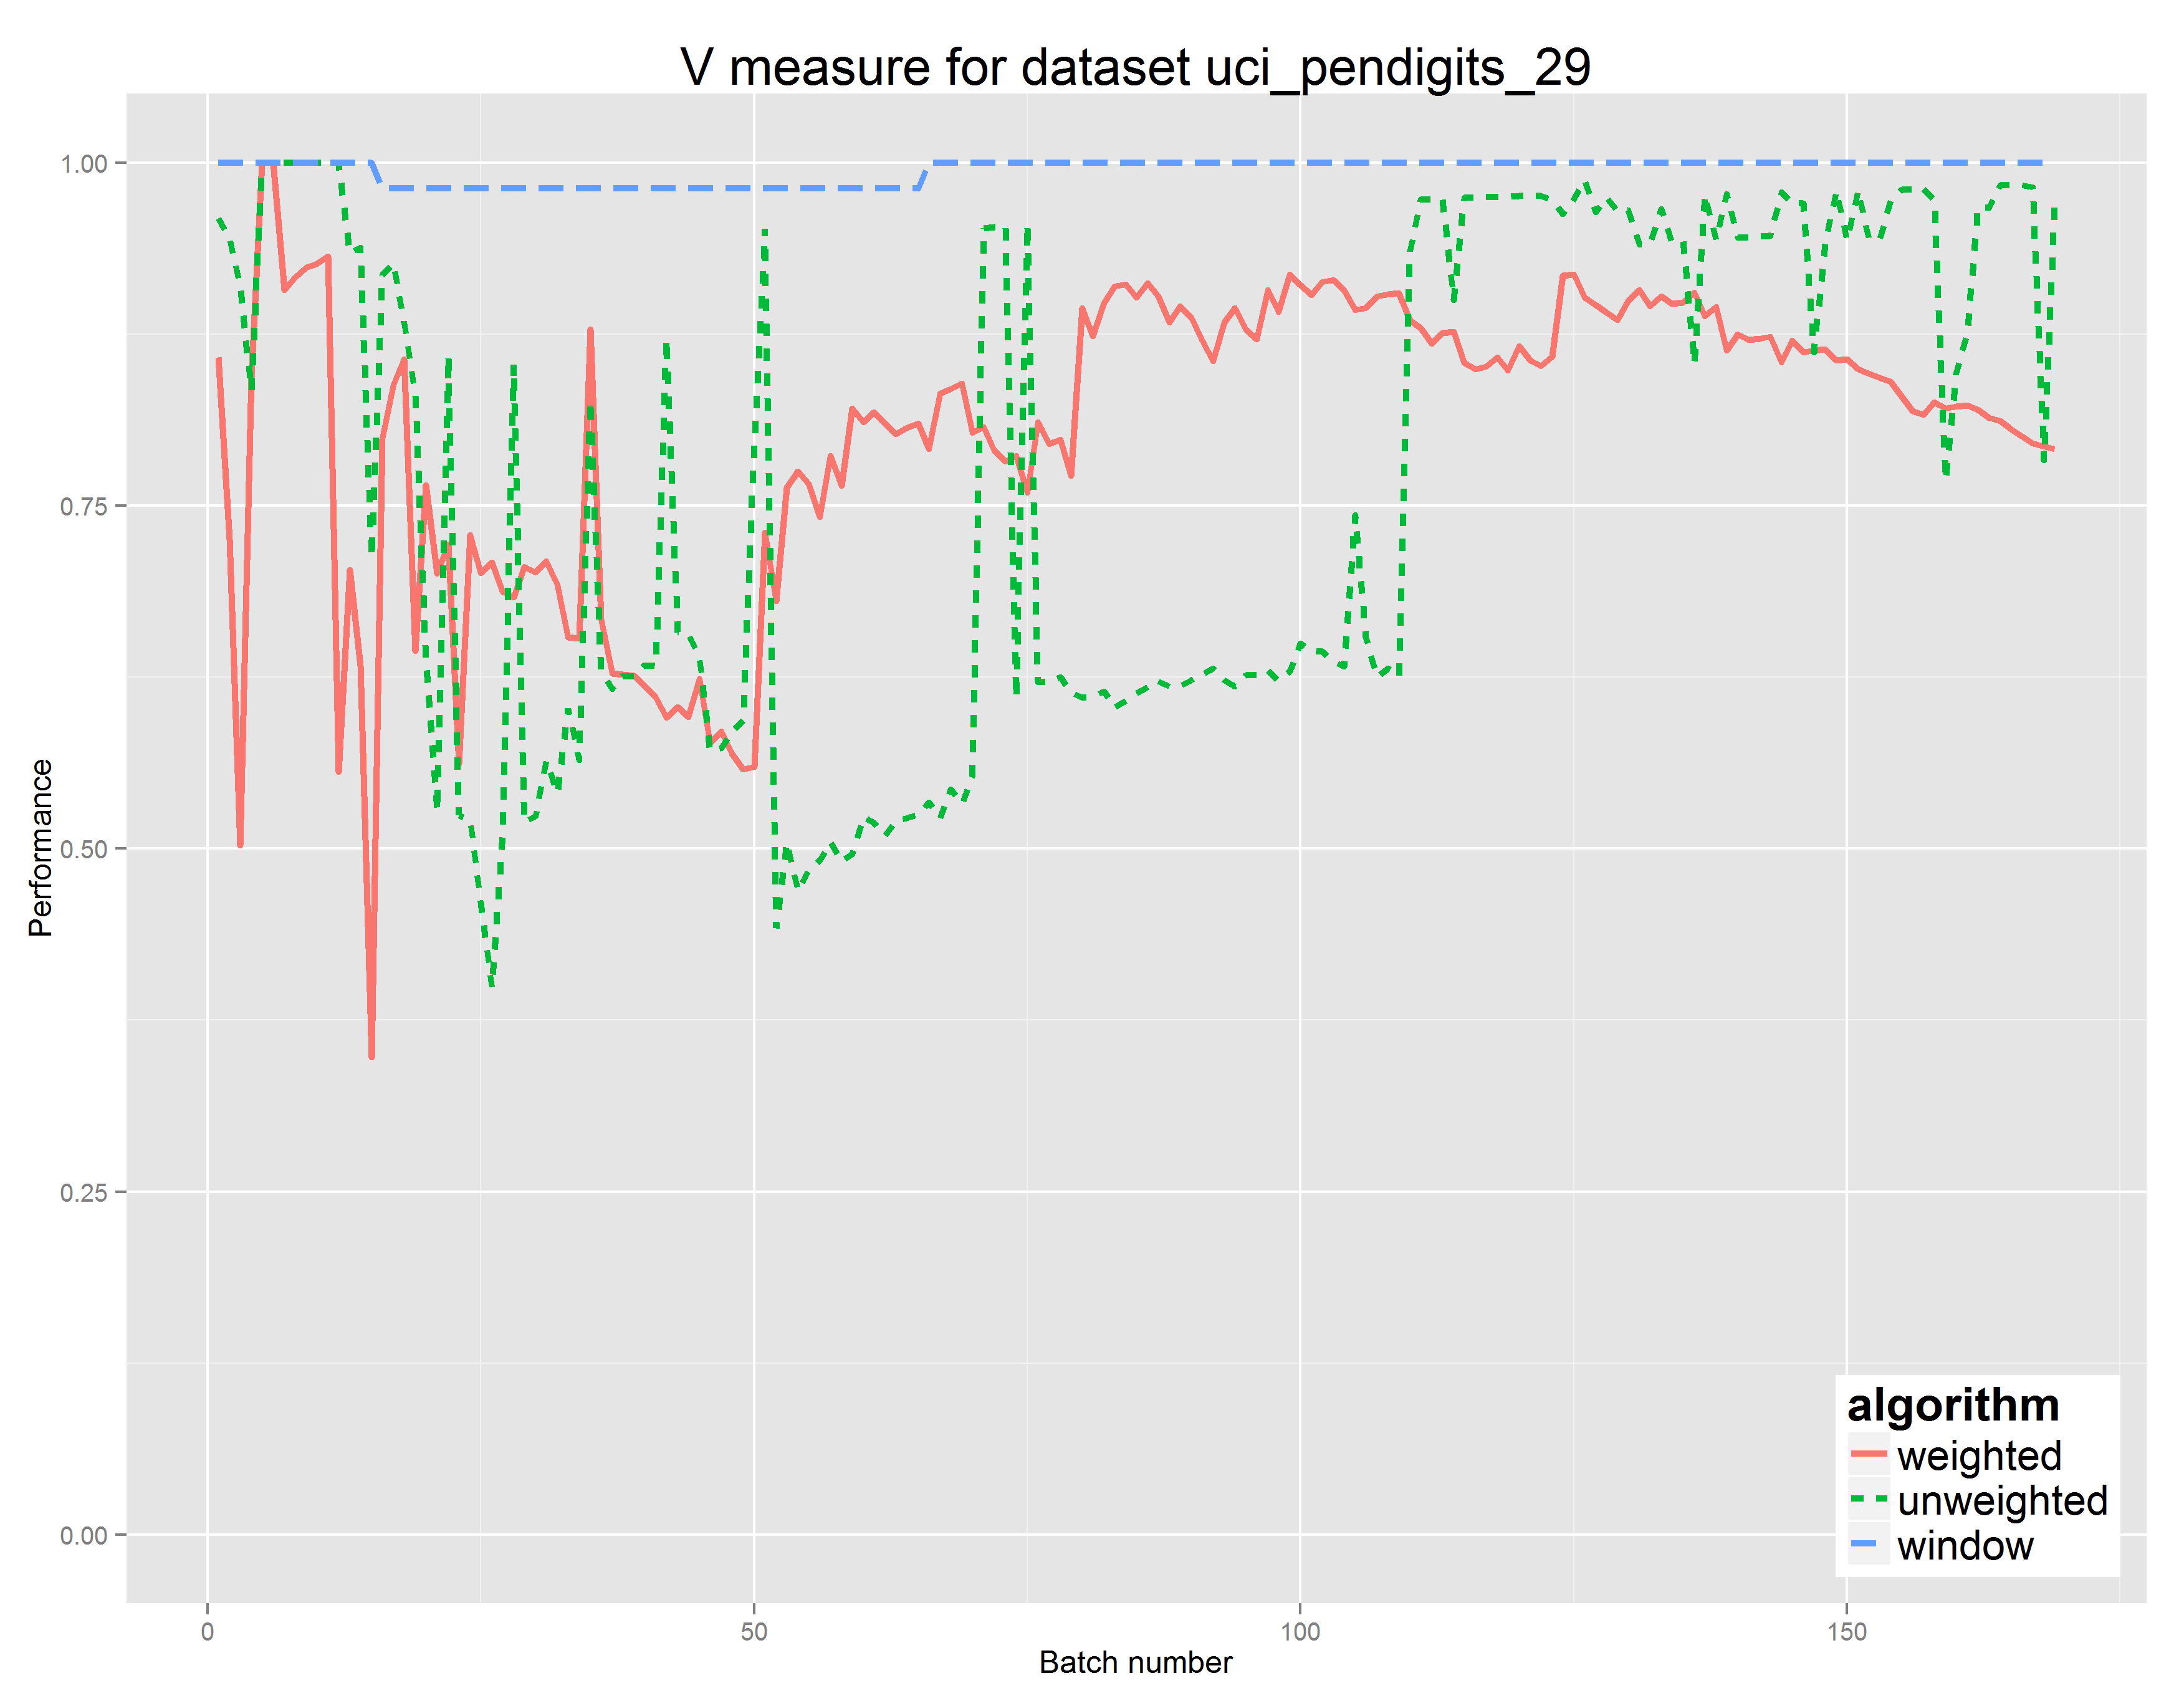 V measure for dataset uci_pendigits_29
Performance
1.00
0.75
0.50
0.25
0.00
0
50
100
150
Batch number
algorithm
weighted
unweighted
window